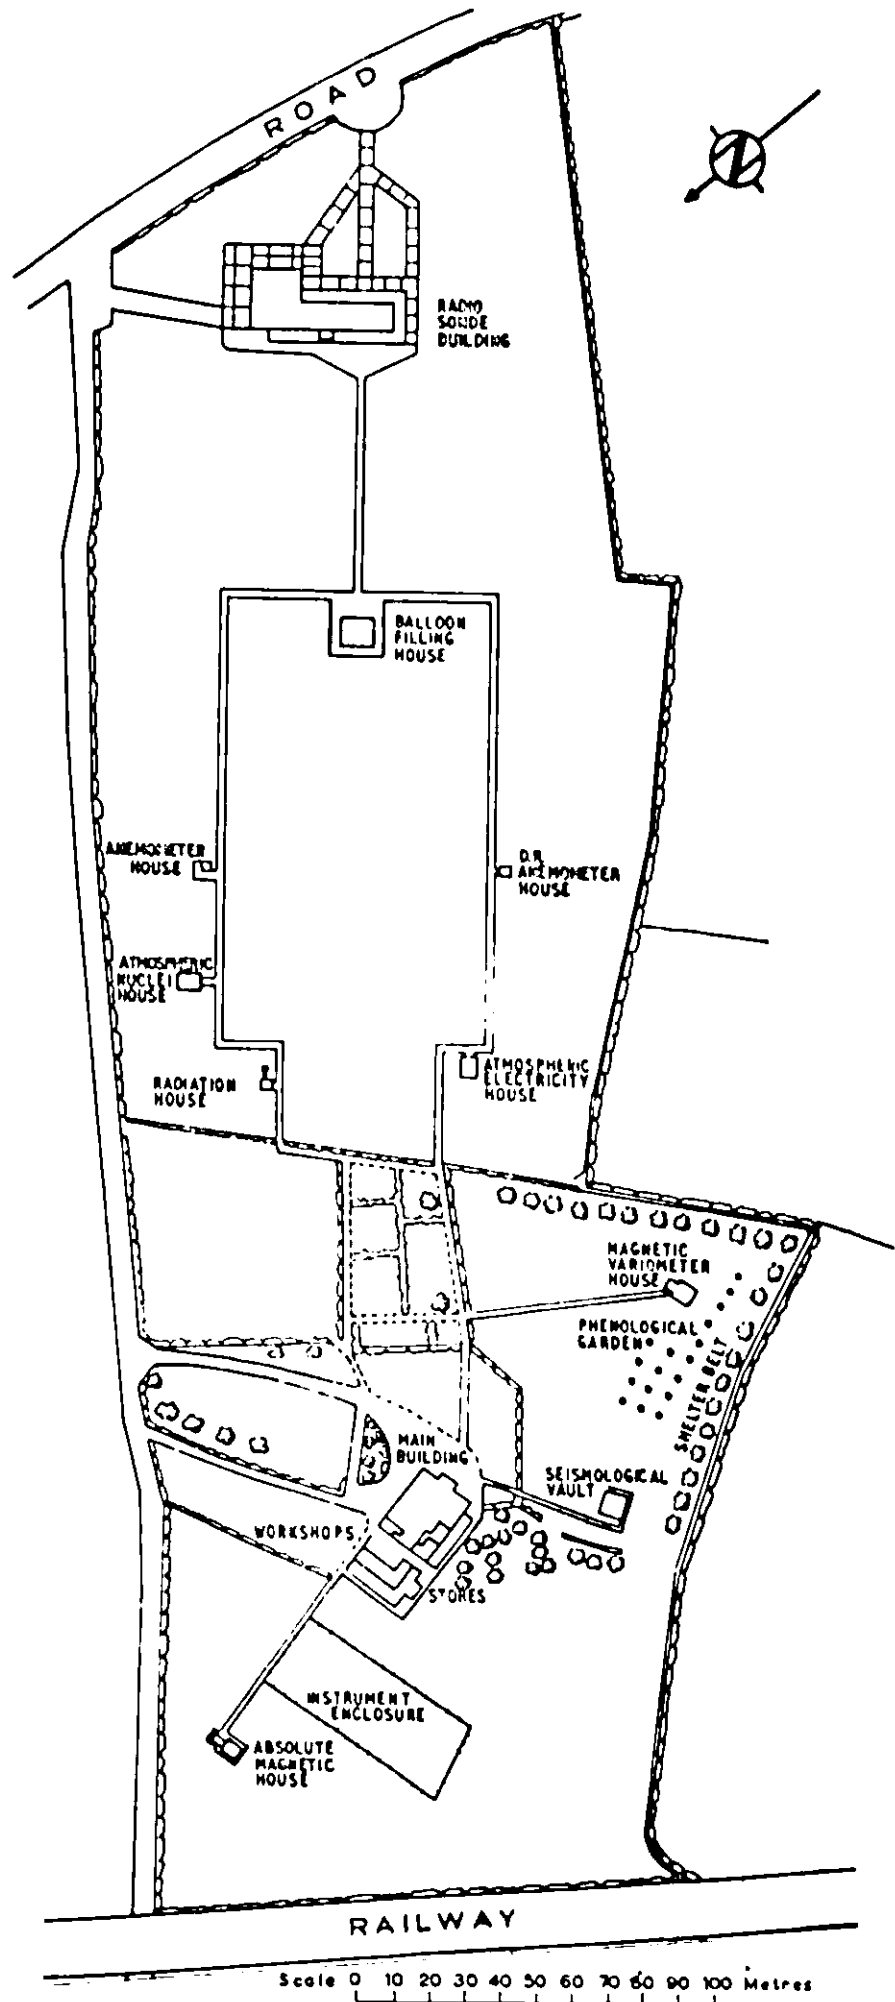 ROAD
N
RADIO
SONDE
BUILDING
BALLOON
FILLING
HOUSE
ANEMOMETER
HOUSE
D.R.
ANEMOMETER
HOUSE
ATMOSPHERIC
NUCLEI
HOUSE
RADIATION
HOUSE
ATMOSPHERIC
ELECTRICITY
HOUSE
MAGNETIC
VARIOMETER
HOUSE
PHENOLOGICAL
GARDEN
SHELTER BELT
MAIN
BUILDING
SEISMOLOGICAL
VAULT
WORKSHOPS
STORES
INSTRUMENT
ENCLOSURE
ABSOLUTE
MAGNETIC
HOUSE
RAILWAY
Scale 0 10 20 30 40 50 60 70 80 90 100 Metres